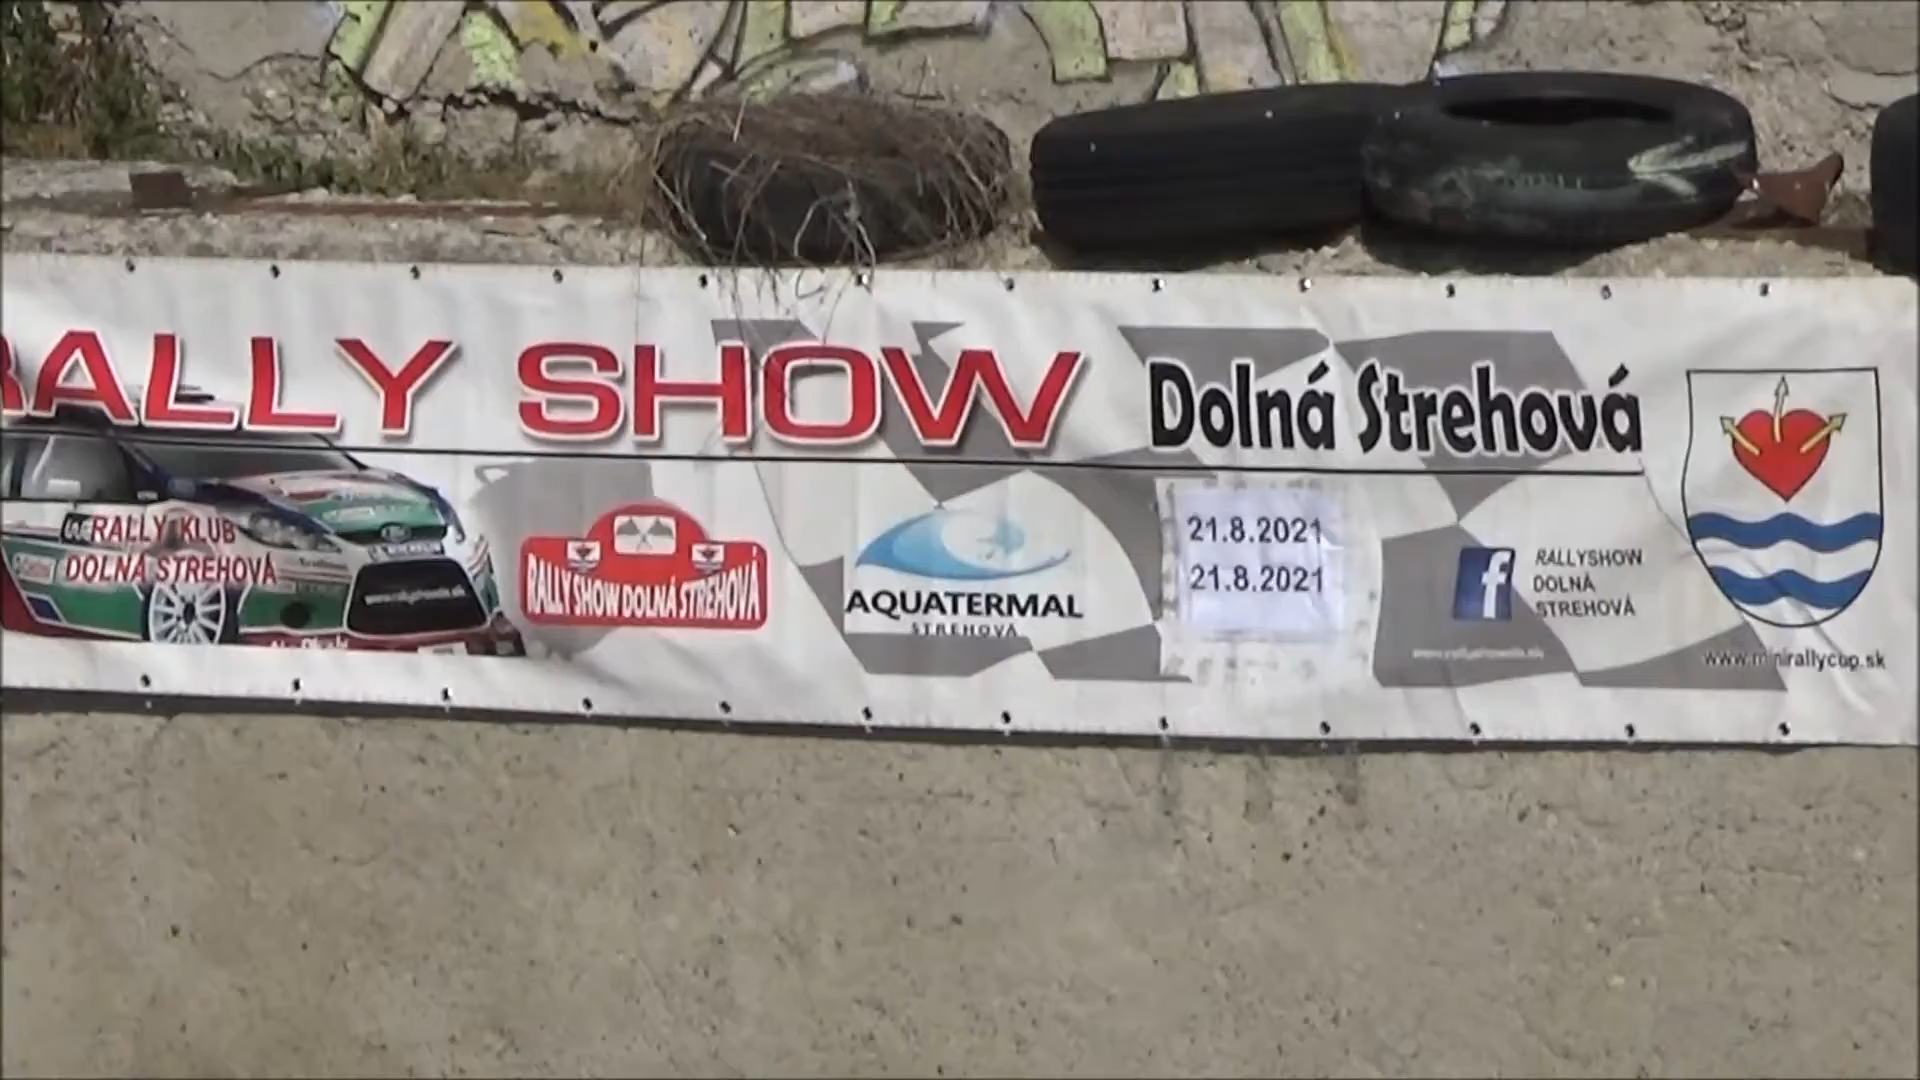 RALLY SHOW Dolná Strehová
RALLY KLUB
DOLNÁ STREHOVÁ
RALLY SHOW DOLNÁ STREHOVÁ
AQUATERMAL
STREHOVÁ
21.8.2021
21.8.2021
f
RALLYSHOW
DOLNÁ
STREHOVÁ
www.minirallycup.sk